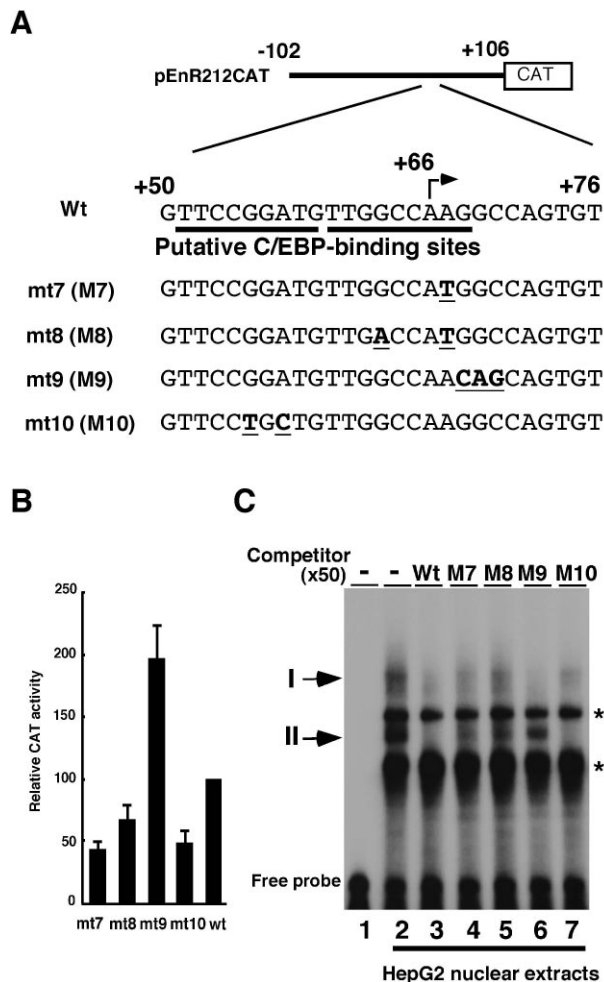 A
-102 +106
pEnR212CAT CAT
+66
+50 +76
Wt GTTCCGGATGTTGGCCAAGGCCAGTGT
Putative C/EBP-binding sites
mt7 (M7) GTTCCGGATGTTGGCCATGGCCAGTGT
mt8 (M8) GTTCCGGATGTTGACCATGGCCAGTGT
mt9 (M9) GTTCCGGATGTTGGCCAACAGCAGTGT
mt10 (M10) GTTCCTGCTGTTGGCCAAGGCCAGTGT
B
Relative CAT activity
250
200
150
100
50
0
mt7 mt8 mt9 mt10 wt
C
Competitor
(x50) - - Wt M7 M8 M9 M10
I
*
II
*
Free probe
1 2 3 4 5 6 7
HepG2 nuclear extracts